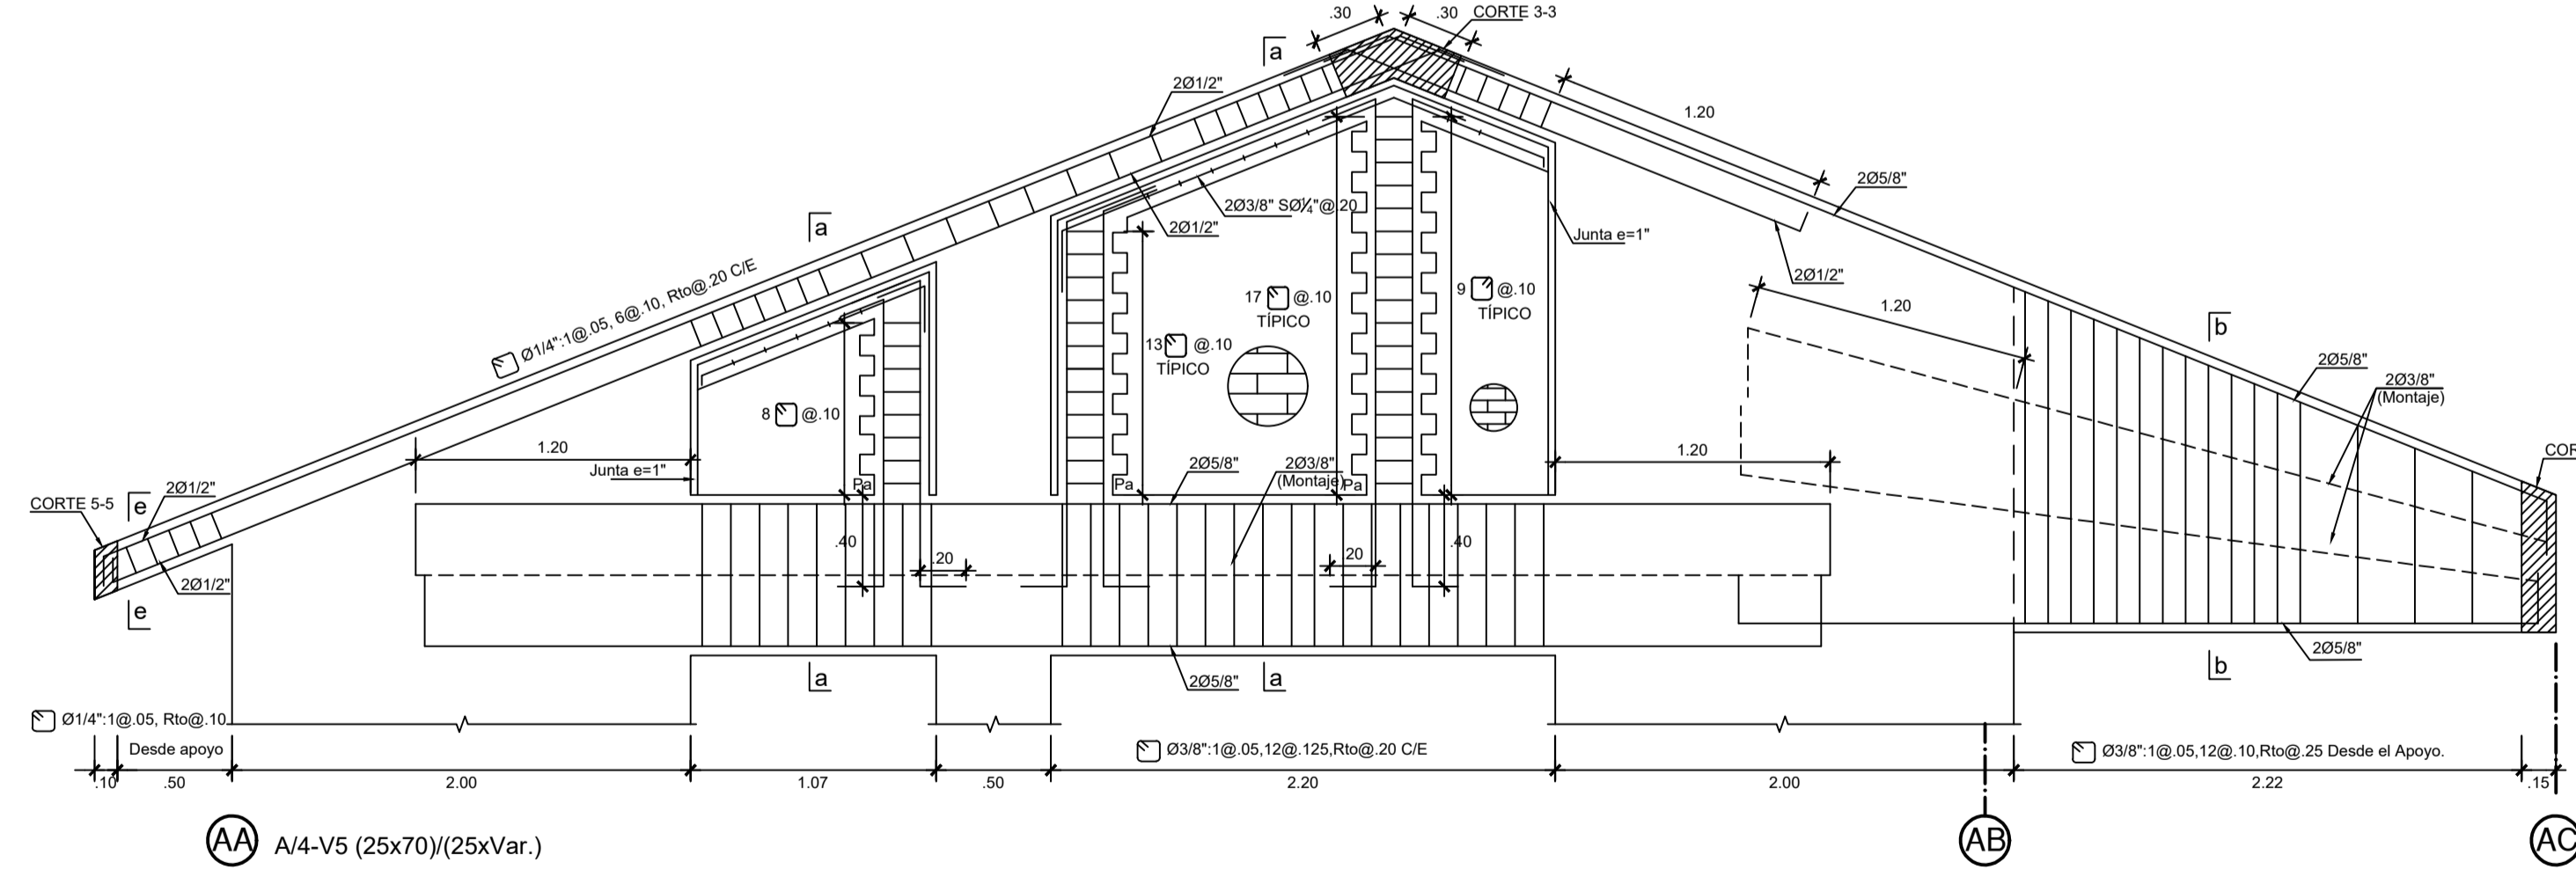 .30
.30
CORTE 3-3
a
2Ø1/2"
1.20
2Ø5/8"
a
2Ø3/8" SØ¼"@.20
2Ø1/2"
Junta e=1"
Ø1/4":1@.05, 6@.10, Rto@.20 C/E
2Ø1/2"
17 @.10
TÍPICO
9 @.10
TÍPICO
1.20
b
13 @.10
TÍPICO
2Ø5/8"
2Ø3/8"
(Montaje)
8 @.10
1.20
Junta e=1"
1.20
2Ø5/8"
2Ø3/8"
(Montaje)
Pa
Pa
Pa
COR
CORTE 5-5
e
2Ø1/2"
.40
.20
.20
.40
2Ø1/2"
e
a
2Ø5/8"
a
2Ø5/8"
b
Ø1/4":1@.05, Rto@.10
Desde apoyo
Ø3/8":1@.05,12@.125,Rto@.20 C/E
Ø3/8":1@.05,12@.10,Rto@.25 Desde el Apoyo.
.10
.50
2.00
1.07
.50
2.20
2.00
2.22
.15
AA
A/4-V5 (25x70)/(25xVar.)
AB
AC